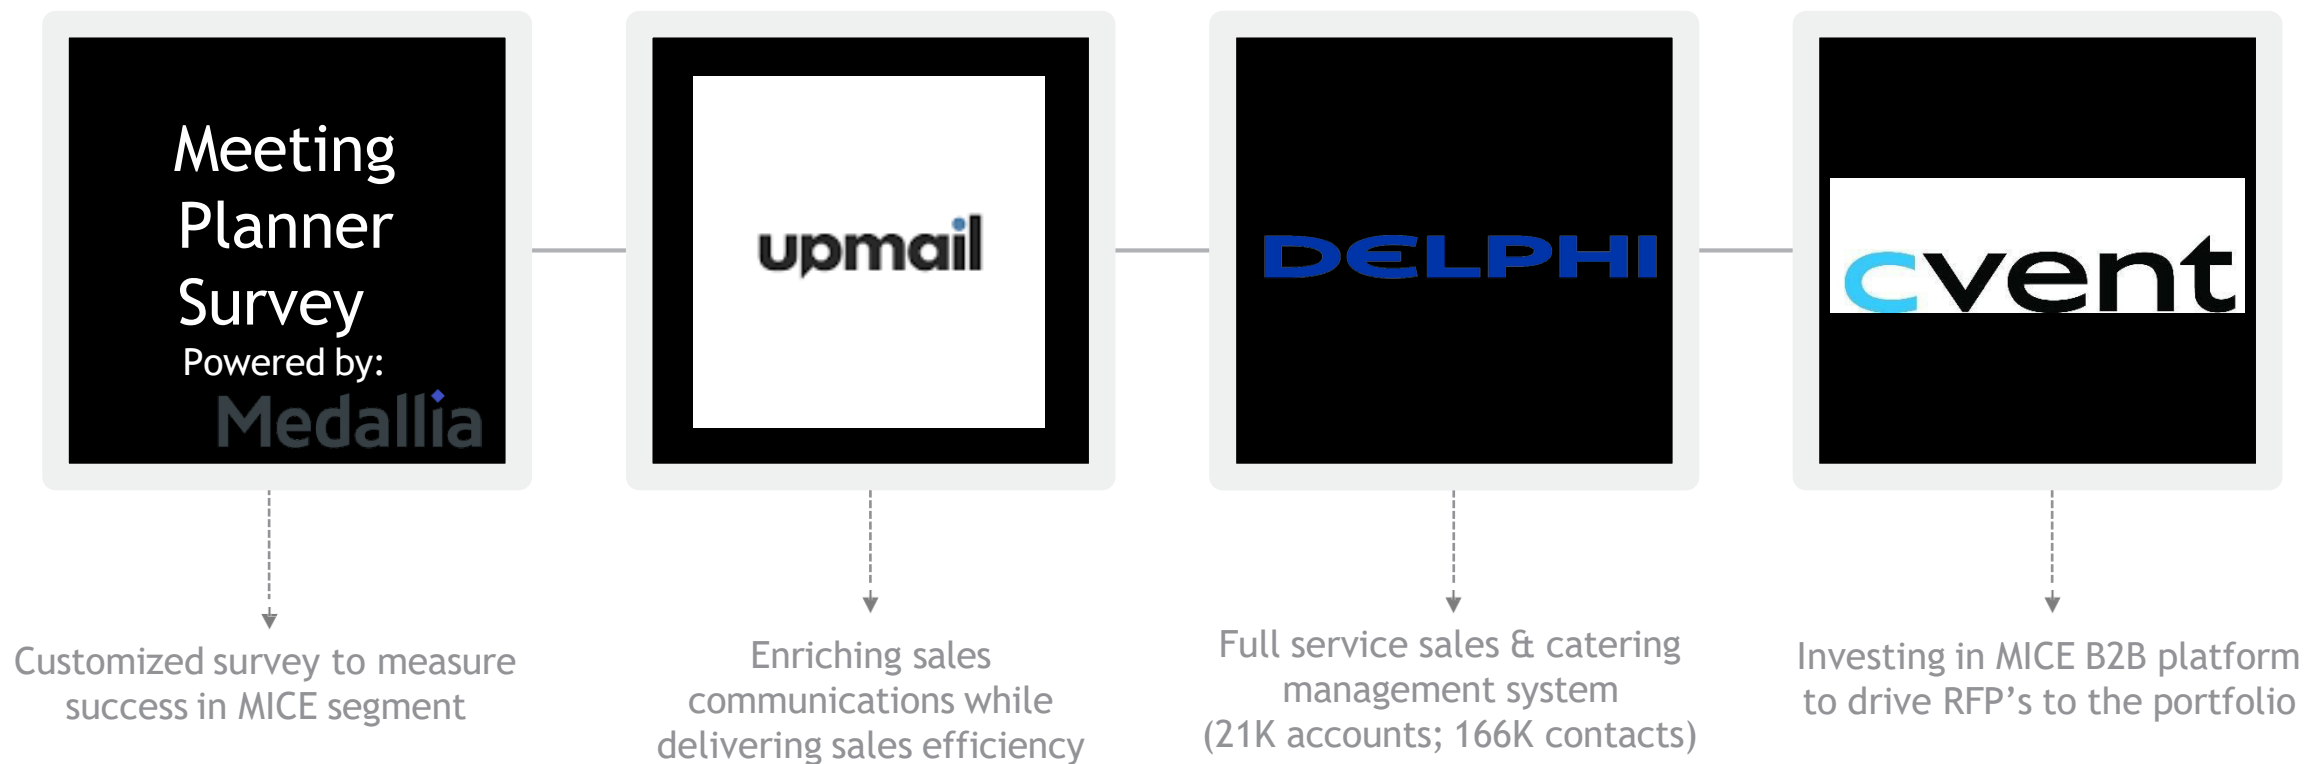 Meeting
Planner
Survey
Powered by:
Medallia
upmail
DELPHI
cvent
Customized survey to measure
success in MICE segment
Enriching sales
communications while
delivering sales efficiency
Full service sales & catering
management system
(21K accounts; 166K contacts)
Investing in MICE B2B platform
to drive RFP’s to the portfolio